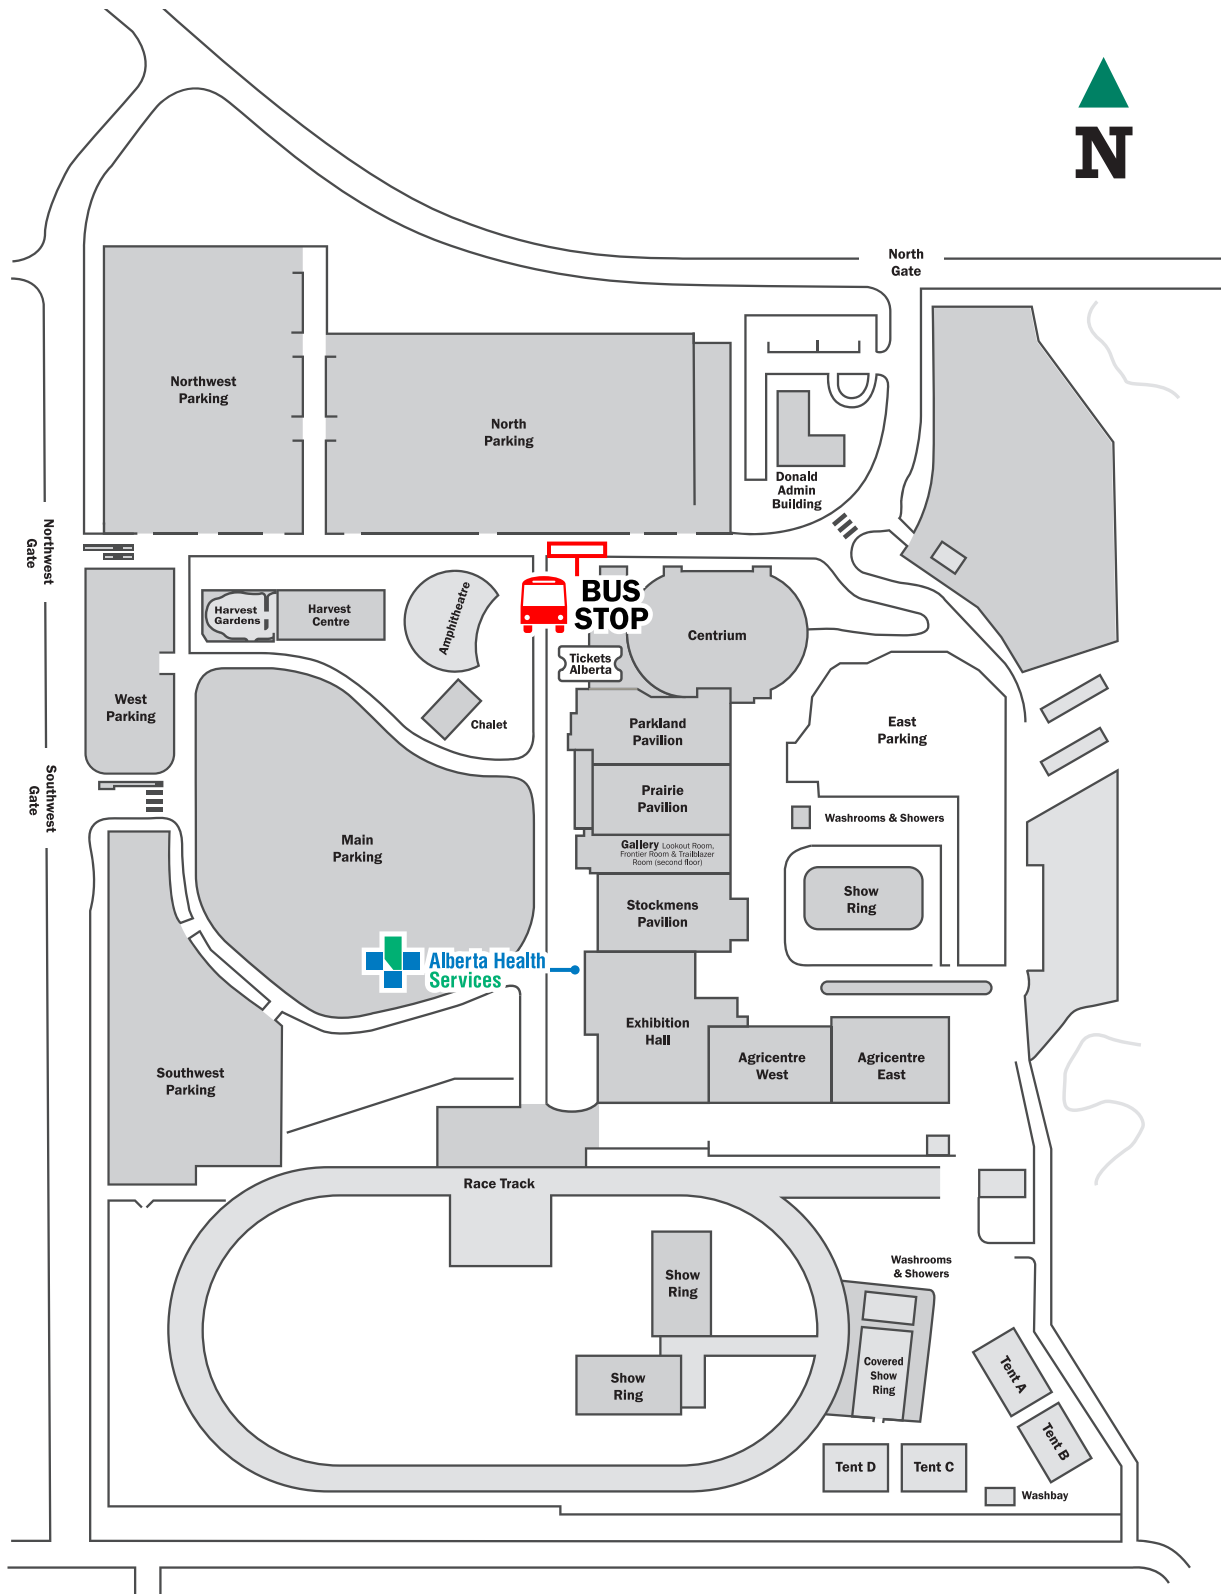 N
North
Gate
Northwest
Parking
North
Parking
Donald
Admin
Building
Northwest
Gate
BUS
STOP
Harvest
Gardens
Harvest
Centre
Amphitheatre
Centrium
Tickets
Alberta
West
Parking
Chalet
Parkland
Pavilion
East
Parking
Southwest
Gate
Prairie
Pavilion
Washrooms & Showers
Main
Parking
Gallery Lookout Room,
Frontier Room & Trailblazer
Room (second floor)
Stockmens
Pavilion
Show
Ring
Alberta Health
Services
Exhibition
Hall
Agricentre
West
Agricentre
East
Southwest
Parking
Race Track
Washrooms
& Showers
Show
Ring
Covered
Show
Ring
Show
Ring
Tent A
Tent B
Tent D
Tent C
Washbay